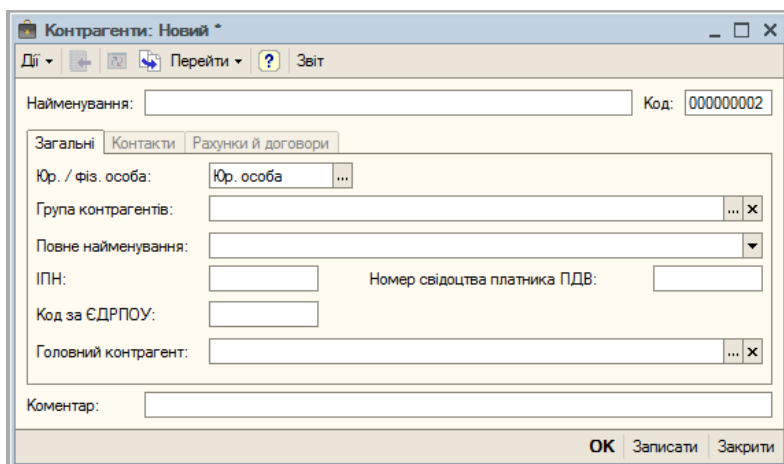 Контрагенти: Новий *
Дії Перейти ? Звіт
Найменування: Код: 000000002
Загальні Контакти Рахунки й договори
Юр. / фіз. особа: Юр. особа ...
Група контрагентів: ... x
Повне найменування:
ІПН: Номер свідоцтва платника ПДВ:
Код за ЄДРПОУ:
Головний контрагент: ... x
Коментар:
OK Записати Закрити